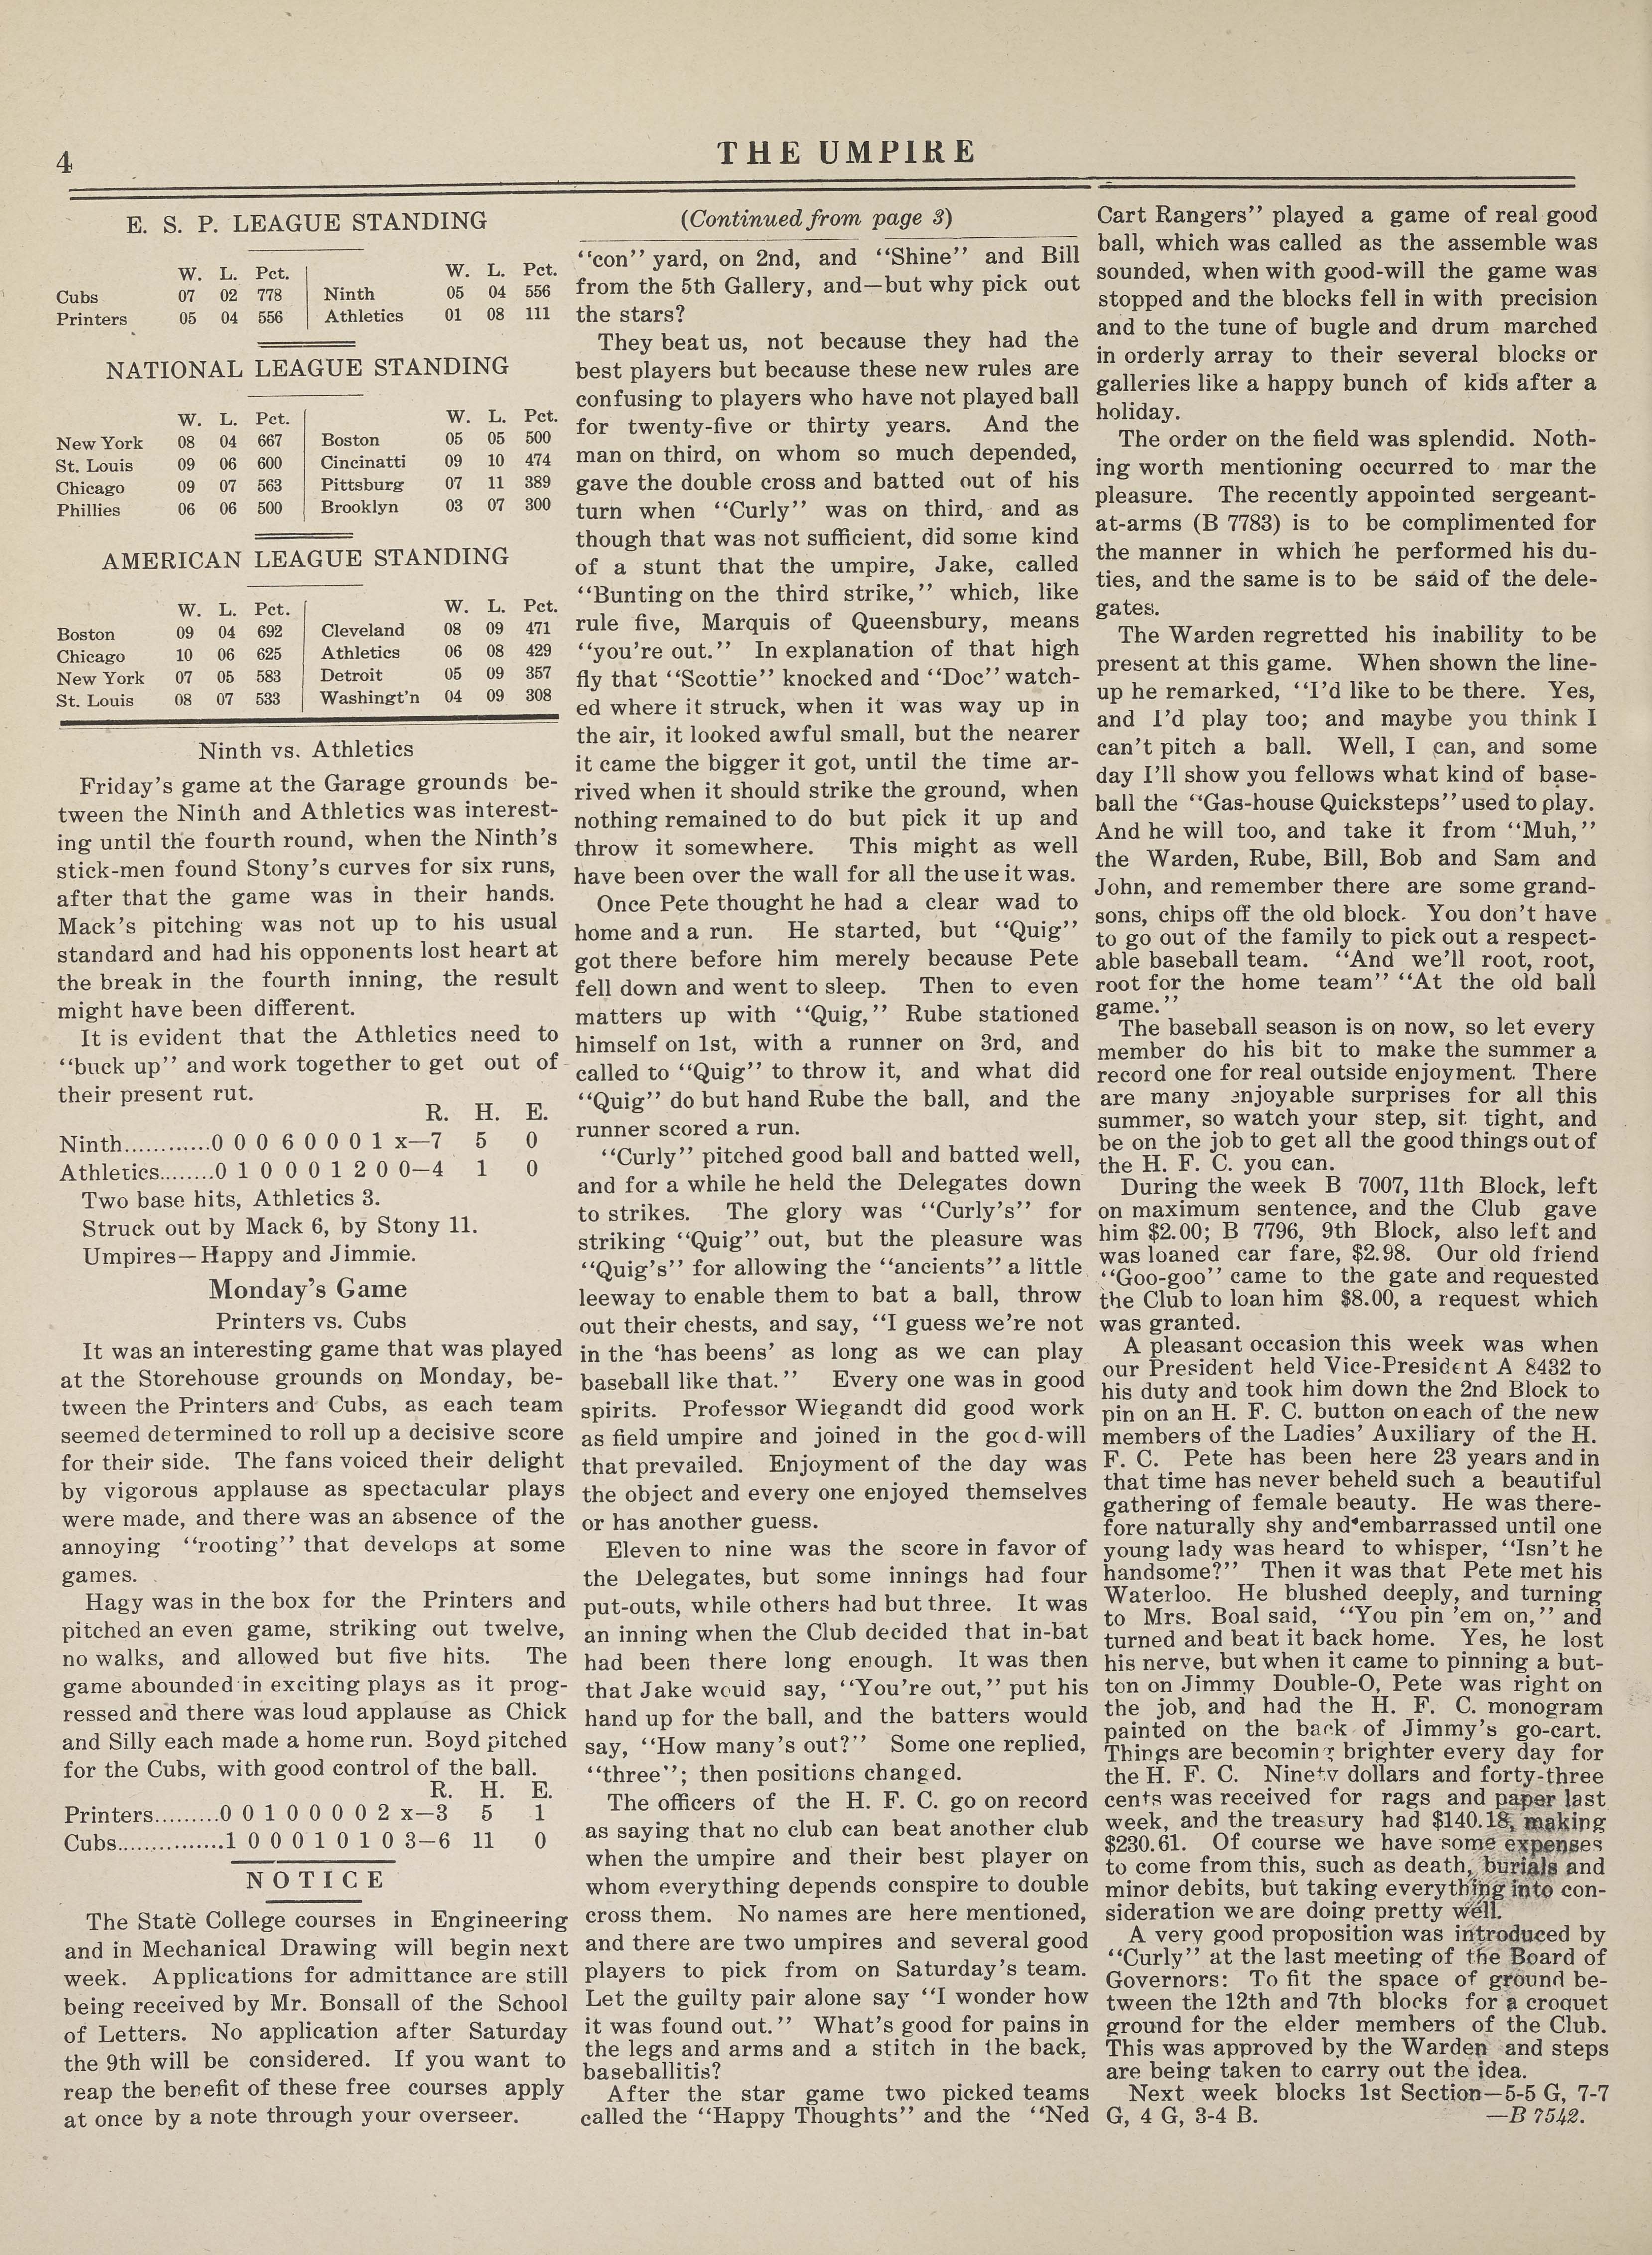 4
THE UMPIRE
E. S. P. LEAGUE STANDING
W. L. Pct. W. L. Pct.
Cubs 07 02 778 Ninth 05 04 556
Printers 05 04 556 Athletics 01 08 111
NATIONAL LEAGUE STANDING
W. L. Pct. W. L. Pct.
New York 08 04 667 Boston 05 05 500
St. Louis 09 06 600 Cincinatti 09 10 474
Chicago 09 07 563 Pittsburg 07 11 389
Phillies 06 06 500 Brooklyn 03 07 300
AMERICAN LEAGUE STANDING
W. L. Pct. W. L. Pct.
Boston 09 04 692 Cleveland 08 09 471
Chicago 10 06 625 Athletics 06 08 429
New York 07 05 583 Detroit 05 09 357
St. Louis 08 07 533 Washingt'n 04 09 308
Ninth vs. Athletics
Friday's game at the Garage grounds be-
tween the Ninth and Athletics was interest-
ing until the fourth round, when the Ninth's
stick-men found Stony's curves for six runs,
after that the game was in their hands.
Mack's pitching was not up to his usual
standard and had his opponents lost heart at
the break in the fourth inning, the result
might have been different.
It is evident that the Athletics need to
"buck up" and work together to get out of
their present rut.
R. H. E.
Ninth............0 0 0 6 0 0 0 1 x—7 5 0
Athletics........0 1 0 0 0 1 2 0 0—4 1 0
Two base hits, Athletics 3.
Struck out by Mack 6, by Stony 11.
Umpires—Happy and Jimmie.
Monday's Game
Printers vs. Cubs
It was an interesting game that was played
at the Storehouse grounds on Monday, be-
tween the Printers and Cubs, as each team
seemed determined to roll up a decisive score
for their side. The fans voiced their delight
by vigorous applause as spectacular plays
were made, and there was an absence of the
annoying "rooting" that develops at some
games.
Hagy was in the box for the Printers and
pitched an even game, striking out twelve,
no walks, and allowed but five hits. The
game abounded in exciting plays as it prog-
ressed and there was loud applause as Chick
and Silly each made a home run. Boyd pitched
for the Cubs, with good control of the ball.
R. H. E.
Printers.........0 0 1 0 0 0 0 2 x—3 5 1
Cubs...............1 0 0 0 1 0 1 0 3—6 11 0
NOTICE
The State College courses in Engineering
and in Mechanical Drawing will begin next
week. Applications for admittance are still
being received by Mr. Bonsall of the School
of Letters. No application after Saturday
the 9th will be considered. If you want to
reap the benefit of these free courses apply
at once by a note through your overseer.
(Continued from page 3)
"con" yard, on 2nd, and "Shine" and Bill
from the 5th Gallery, and—but why pick out
the stars?
They beat us, not because they had the
best players but because these new rules are
confusing to players who have not played ball
for twenty-five or thirty years. And the
man on third, on whom so much depended,
gave the double cross and batted out of his
turn when "Curly" was on third, and as
though that was not sufficient, did some kind
of a stunt that the umpire, Jake, called
"Bunting on the third strike," which, like
rule five, Marquis of Queensbury, means
"you're out." In explanation of that high
fly that "Scottie" knocked and "Doc" watch-
ed where it struck, when it was way up in
the air, it looked awful small, but the nearer
it came the bigger it got, until the time ar-
rived when it should strike the ground, when
nothing remained to do but pick it up and
throw it somewhere. This might as well
have been over the wall for all the use it was.
Once Pete thought he had a clear wad to
home and a run. He started, but "Quig"
got there before him merely because Pete
fell down and went to sleep. Then to even
matters up with "Quig," Rube stationed
himself on 1st, with a runner on 3rd, and
called to "Quig" to throw it, and what did
"Quig" do but hand Rube the ball, and the
runner scored a run.
"Curly" pitched good ball and batted well,
and for a while he held the Delegates down
to strikes. The glory was "Curly's" for
striking "Quig" out, but the pleasure was
"Quig's" for allowing the "ancients" a little
leeway to enable them to bat a ball, throw
out their chests, and say, "I guess we're not
in the 'has beens' as long as we can play
baseball like that." Every one was in good
spirits. Professor Wiegandt did good work
as field umpire and joined in the good-will
that prevailed. Enjoyment of the day was
the object and every one enjoyed themselves
or has another guess.
Eleven to nine was the score in favor of
the Delegates, but some innings had four
put-outs, while others had but three. It was
an inning when the Club decided that in-bat
had been there long enough. It was then
that Jake would say, "You're out," put his
hand up for the ball, and the batters would
say, "How many's out?" Some one replied,
"three"; then positions changed.
The officers of the H. F. C. go on record
as saying that no club can beat another club
when the umpire and their best player on
whom everything depends conspire to double
cross them. No names are here mentioned,
and there are two umpires and several good
players to pick from on Saturday's team.
Let the guilty pair alone say "I wonder how
it was found out." What's good for pains in
the legs and arms and a stitch in the back,
baseballitis?
After the star game two picked teams
called the "Happy Thoughts" and the "Ned
Cart Rangers" played a game of real good
ball, which was called as the assemble was
sounded, when with good-will the game was
stopped and the blocks fell in with precision
and to the tune of bugle and drum marched
in orderly array to their several blocks or
galleries like a happy bunch of kids after a
holiday.
The order on the field was splendid. Noth-
ing worth mentioning occurred to mar the
pleasure. The recently appointed sergeant-
at-arms (B 7783) is to be complimented for
the manner in which he performed his du-
ties, and the same is to be said of the dele-
gates.
The Warden regretted his inability to be
present at this game. When shown the line-
up he remarked, "I'd like to be there. Yes,
and I'd play too; and maybe you think I
can't pitch a ball. Well, I can, and some
day I'll show you fellows what kind of base-
ball the "Gas-house Quicksteps" used to play.
And he will too, and take it from "Muh,"
the Warden, Rube, Bill, Bob and Sam and
John, and remember there are some grand-
sons, chips off the old block. You don't have
to go out of the family to pick out a respect-
able baseball team. "And we'll root, root,
root for the home team" "At the old ball
game."
The baseball season is on now, so let every
member do his bit to make the summer a
record one for real outside enjoyment. There
are many enjoyable surprises for all this
summer, so watch your step, sit tight, and
be on the job to get all the good things out of
the H. F. C. you can.
During the week B 7007, 11th Block, left
on maximum sentence, and the Club gave
him $2.00; B 7796, 9th Block, also left and
was loaned car fare, $2.98. Our old friend
"Goo-goo" came to the gate and requested
the Club to loan him $8.00, a request which
was granted.
A pleasant occasion this week was when
our President held Vice-President A 8432 to
his duty and took him down the 2nd Block to
pin on an H. F. C. button on each of the new
members of the Ladies' Auxiliary of the H.
F. C. Pete has been here 23 years and in
that time has never beheld such a beautiful
gathering of female beauty. He was there-
fore naturally shy and embarrassed until one
young lady was heard to whisper, "Isn't he
handsome?" Then it was that Pete met his
Waterloo. He blushed deeply, and turning
to Mrs. Boal said, "You pin 'em on," and
turned and beat it back home. Yes, he lost
his nerve, but when it came to pinning a but-
ton on Jimmy Double-O, Pete was right on
the job, and had the H. F. C. monogram
painted on the back of Jimmy's go-cart.
Things are becoming brighter every day for
the H. F. C. Ninety dollars and forty-three
cents was received for rags and paper last
week, and the treasury had $140.18, making
$230.61. Of course we have some expenses
to come from this, such as death, burials and
minor debits, but taking everything into con-
sideration we are doing pretty well.
A very good proposition was introduced by
"Curly" at the last meeting of the Board of
Governors: To fit the space of ground be-
tween the 12th and 7th blocks for a croquet
ground for the elder members of the Club.
This was approved by the Warden and steps
are being taken to carry out the idea.
Next week blocks 1st Section—5-5 G, 7-7
G, 4 G, 3-4 B. —B 7542.